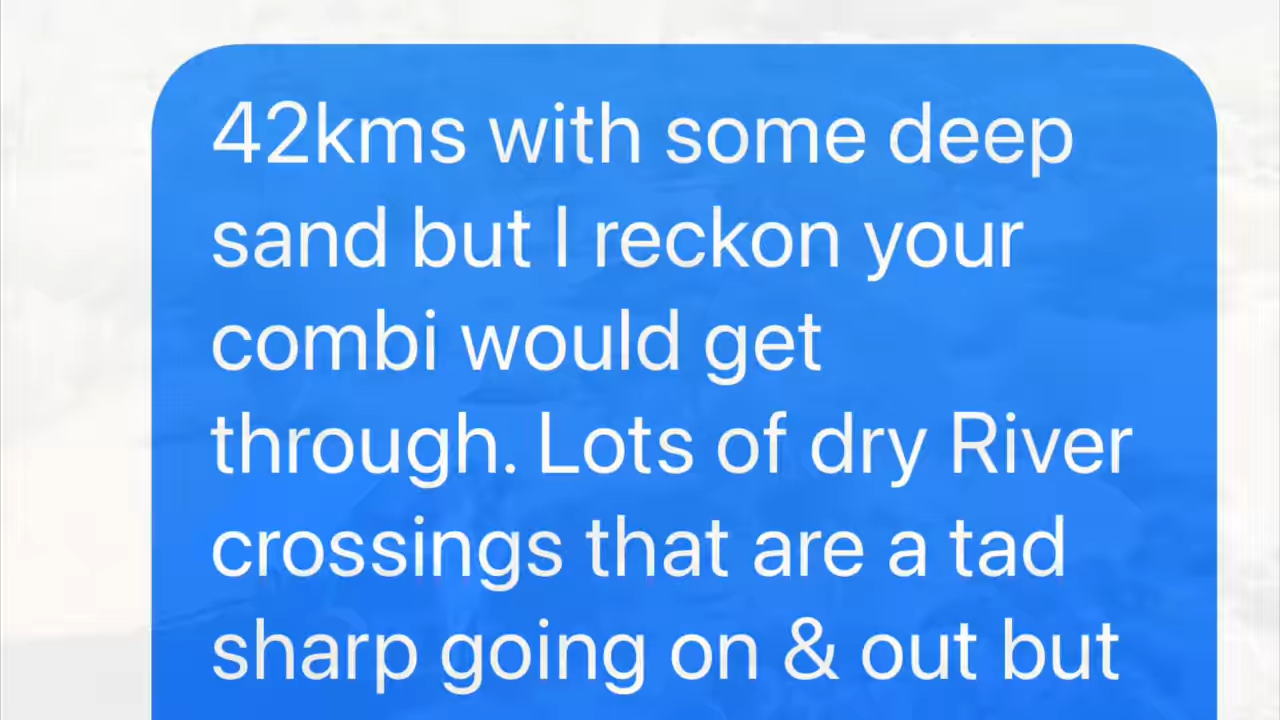 42kms with some deep
sand but I reckon your
combi would get
through. Lots of dry River
crossings that are a tad
sharp going on & out but